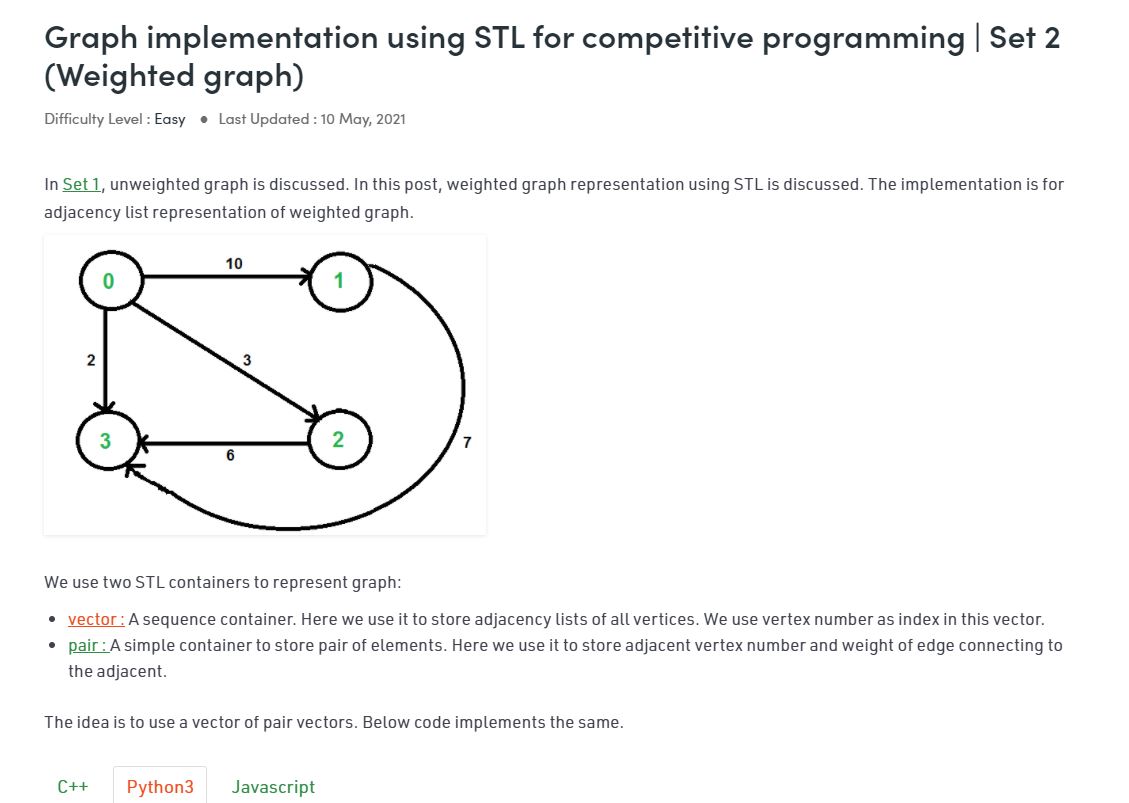 Graph implementation using STL for competitive programming | Set 2
(Weighted graph)
Difficulty Level : Easy ● Last Updated : 10 May, 2021
In Set 1, unweighted graph is discussed. In this post, weighted graph representation using STL is discussed. The implementation is for
adjacency list representation of weighted graph.
10
0
1
2
3
3
2
6
7
We use two STL containers to represent graph:
• vector : A sequence container. Here we use it to store adjacency lists of all vertices. We use vertex number as index in this vector.
• pair : A simple container to store pair of elements. Here we use it to store adjacent vertex number and weight of edge connecting to
the adjacent.
The idea is to use a vector of pair vectors. Below code implements the same.
C++ Python3 Javascript